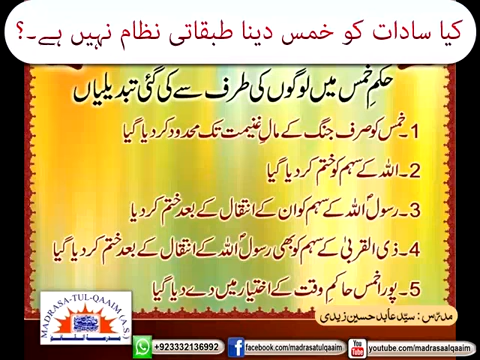 کیا سادات کو خمس دینا طبقاتی نظام نہیں ہے۔؟
حکم خمس میں لوگوں کی طرف سے کی گئی تبدیلیاں
1۔ خمس کو صرف جنگ کے مالِ غنیمت تک محدود کر دیا گیا
2۔ اللہ کے سہم کو ختم کر دیا گیا
3۔ رسولؐ اللہ کے سہم کو ان کے انتقال کے بعد ختم کر دیا
4۔ ذی القربیٰ کے سہم کو بھی رسولؐ اللہ کے انتقال کے بعد ختم کر دیا گیا
5۔ پورا خمس حاکمِ وقت کے اختیار میں دے دیا گیا
مدرّس : سیّد عابد حسین زیدی
MADRASA-TUL-QAAIM (A.S)
+923332136992
facebook.com/madrasatulqaaim
youtube.com/madrasaalqaaim